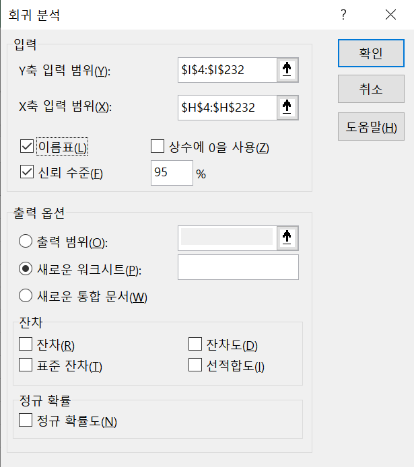 회귀 분석
?
입력
Y축 입력 범위(Y): $I$4:$I$232
X축 입력 범위(X): $H$4:$H$232
이름표(L) 상수에 0을 사용(Z)
신뢰 수준(F) 95 %
확인
취소
도움말(H)
출력 옵션
출력 범위(O):
새로운 워크시트(P):
새로운 통합 문서(W)
잔차
잔차(R) 잔차도(D)
표준 잔차(T) 선적합도(I)
정규 확률
정규 확률도(N)